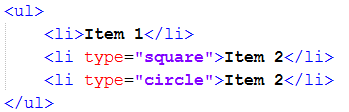 <ul>
    <li>Item 1</li>
    <li type="square">Item 2</li>
    <li type="circle">Item 2</li>
</ul>